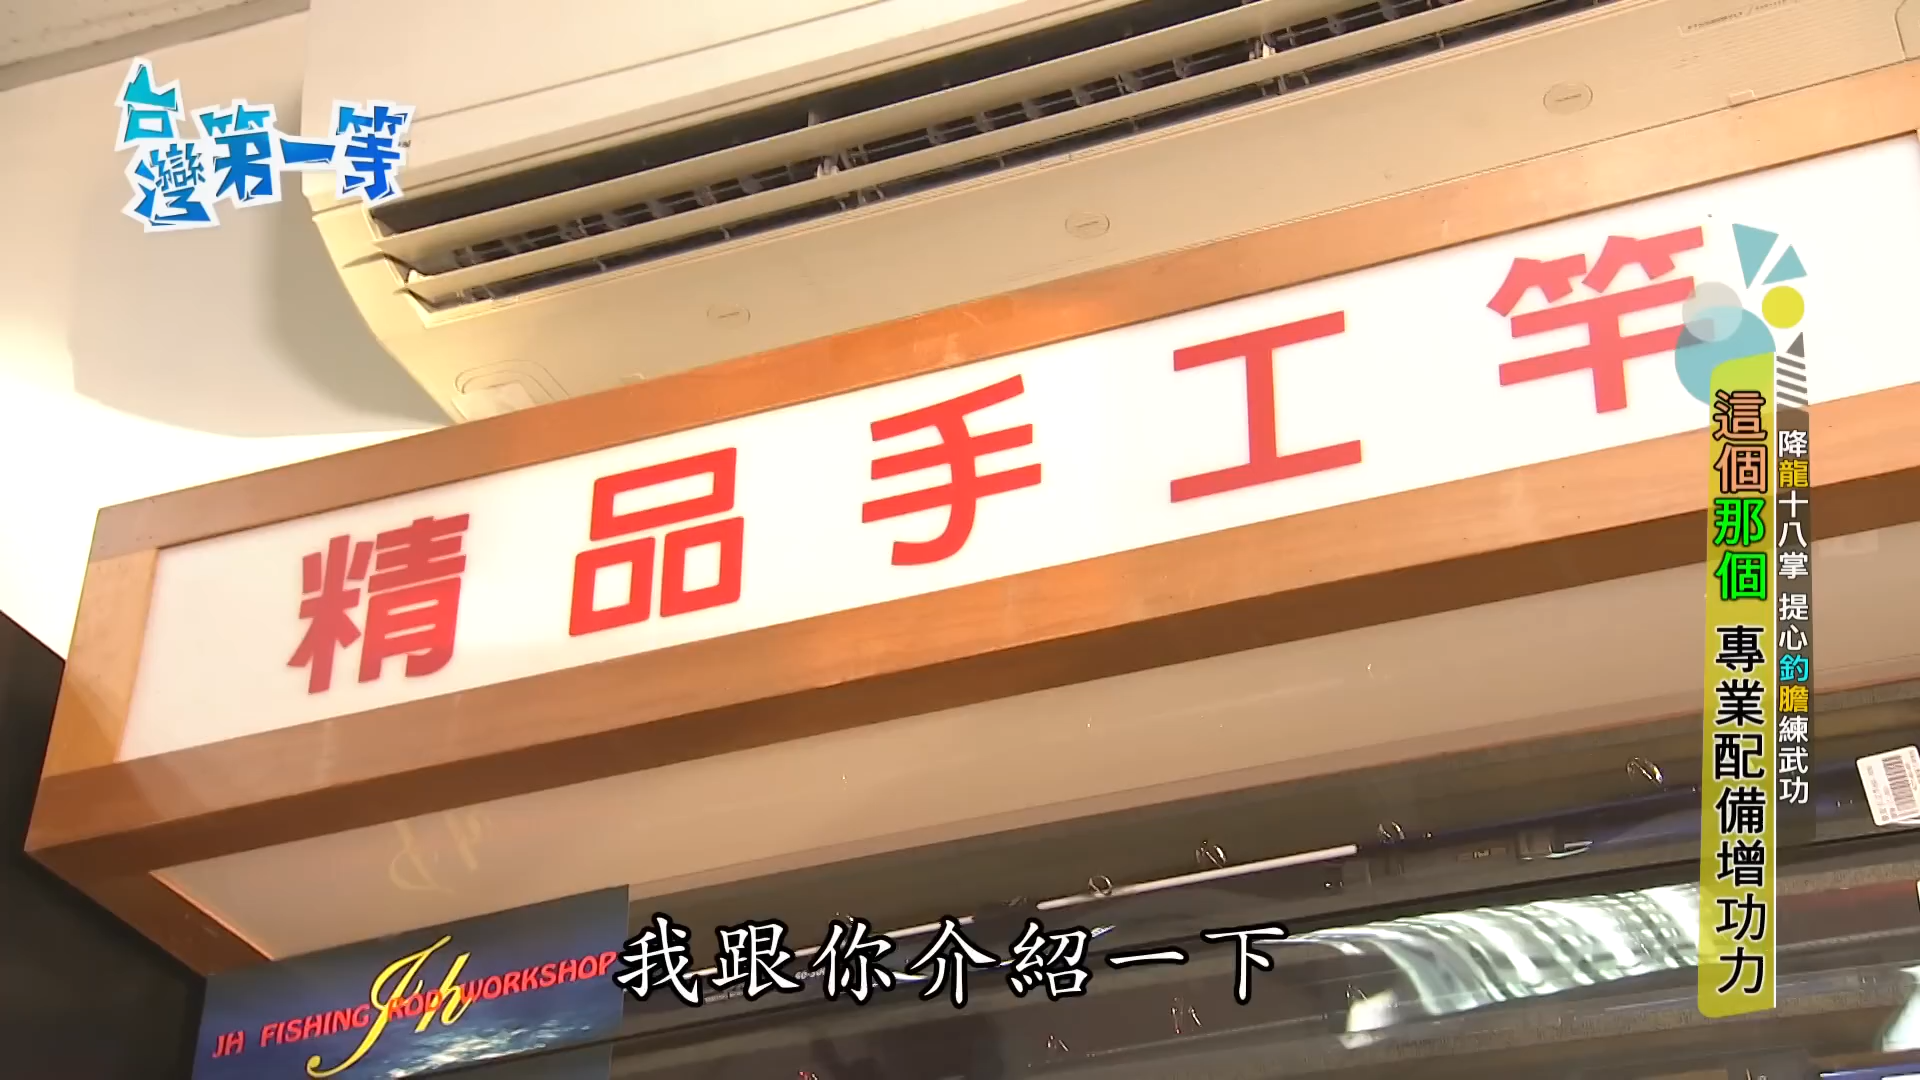 台灣第一等
精品手工竿
降龍十八掌 提心釣膽練武功
這個那個 專業配備增功力
JH FISHING ROD WORKSHOP
Jh
我跟你介紹一下